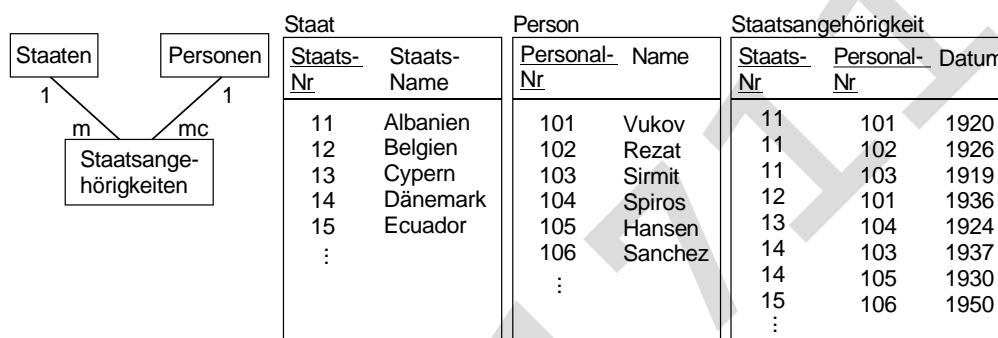 Staaten
Personen
1
1
m
mc
Staatsange-
hörigkeiten
Staat
Staats-
Nr
Staats-
Name
11 Albanien
12 Belgien
13 Cypern
14 Dänemark
15 Ecuador
⋮
Person
Personal-
Nr
Name
101 Vukov
102 Rezat
103 Sirmit
104 Spiros
105 Hansen
106 Sanchez
⋮
Staatsangehörigkeit
Staats-
Nr
Personal-
Nr
Datum
11 101 1920
11 102 1926
11 103 1919
12 101 1936
13 104 1924
14 103 1937
14 105 1930
15 106 1950
⋮